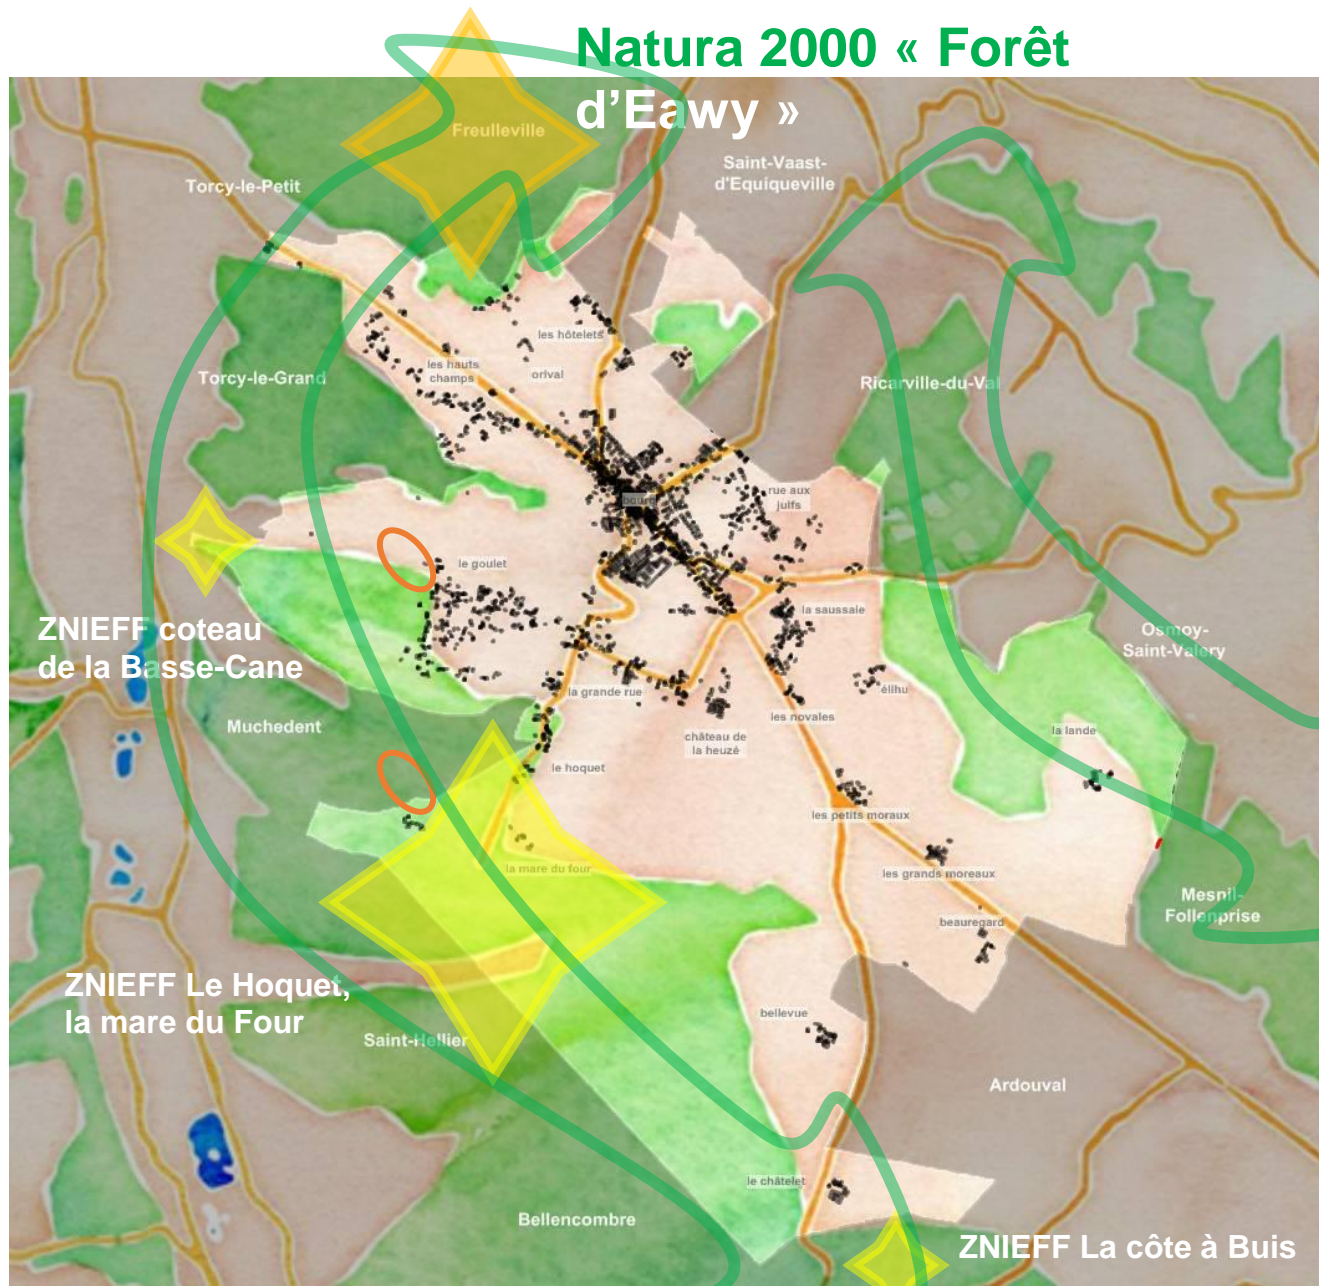 Natura 2000 « Forêt
d'Eawy »
Freulleville
Saint-Vaast-
d'Equiqueville
Torcy-le-Petit
les hôtelets
les hauts
champs
orival
Torcy-le-Grand
Ricarville-du-Val
bourg
rue aux
juifs
le goulet
la saussaie
ZNIEFF coteau
de la Basse-Cane
Osmoy-
Saint-Valery
la grande rue
élihu
les novales
Muchedent
château de
la heuzé
la lande
le hoquet
les petits moraux
la mare du four
les grands moreaux
Mesnil-
Follenprise
beauregard
ZNIEFF Le Hoquet,
la mare du Four
bellevue
Saint-Hellier
Ardouval
le châtelet
Bellencombre
ZNIEFF La côte à Buis